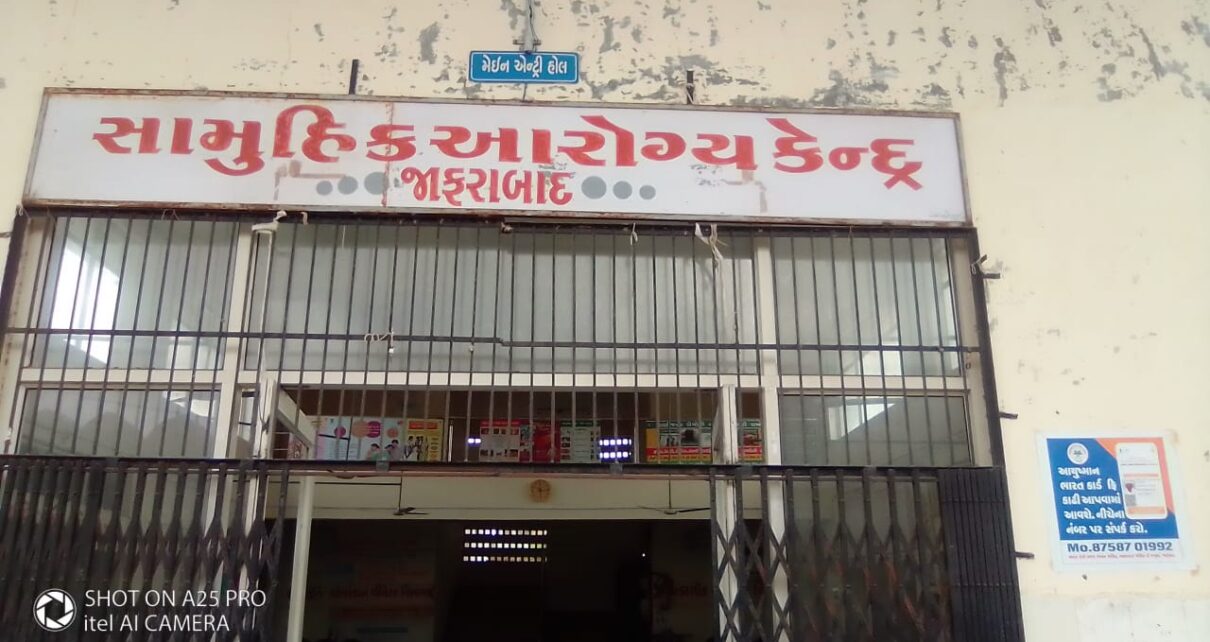 મેઈન એન્ટ્રી હોલ
સામુહિક આરોગ્ય કેન્દ્ર
જાફરાબાદ
આયુષ્માન
ભારત કાર્ડ ફ્રિ
કાઢી આપવામાં
આવશે. નીચેના
નંબર પર સંપર્ક કરો.
Mo.87587 01992
SHOT ON A25 PRO
itel AI CAMERA